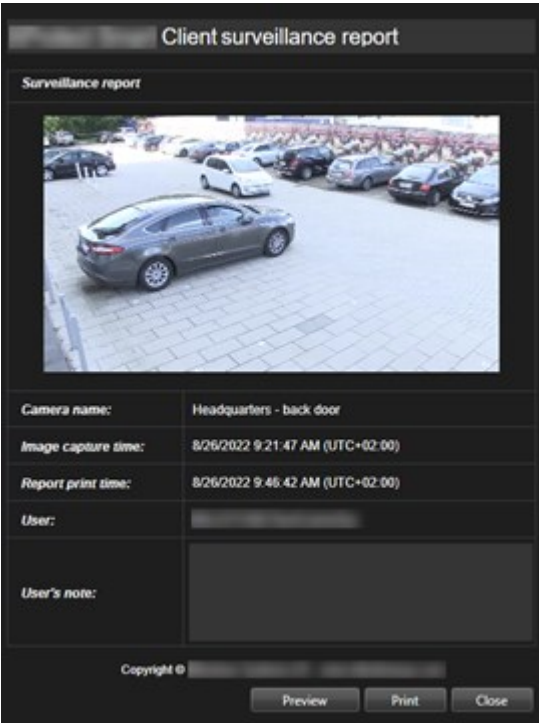 Client surveillance report
Surveillance report
Camera name: Headquarters - back door
Image capture time: 8/26/2022 9:21:47 AM (UTC+02:00)
Report print time: 8/26/2022 9:46:42 AM (UTC+02:00)
User:
User's note:
Copyright ©
Preview Print Close